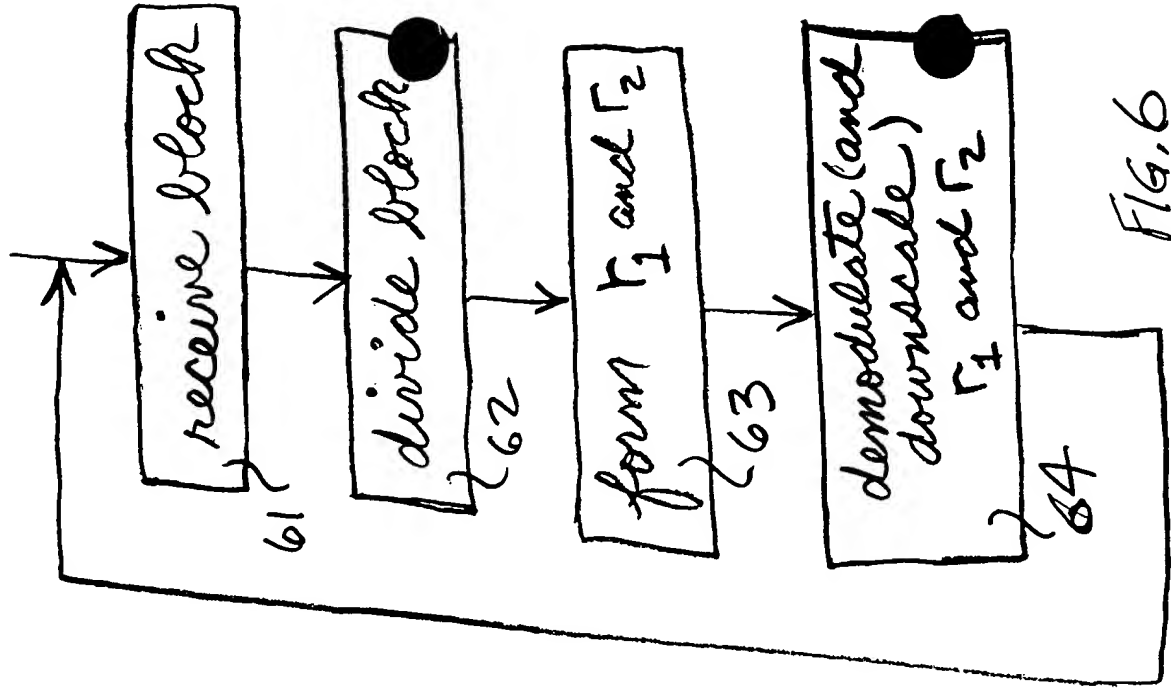 receive block
61
divide block
62
form r₁ and r₂
63
demodulate (and
downscale)
r₁ and r₂
64
FIG. 6